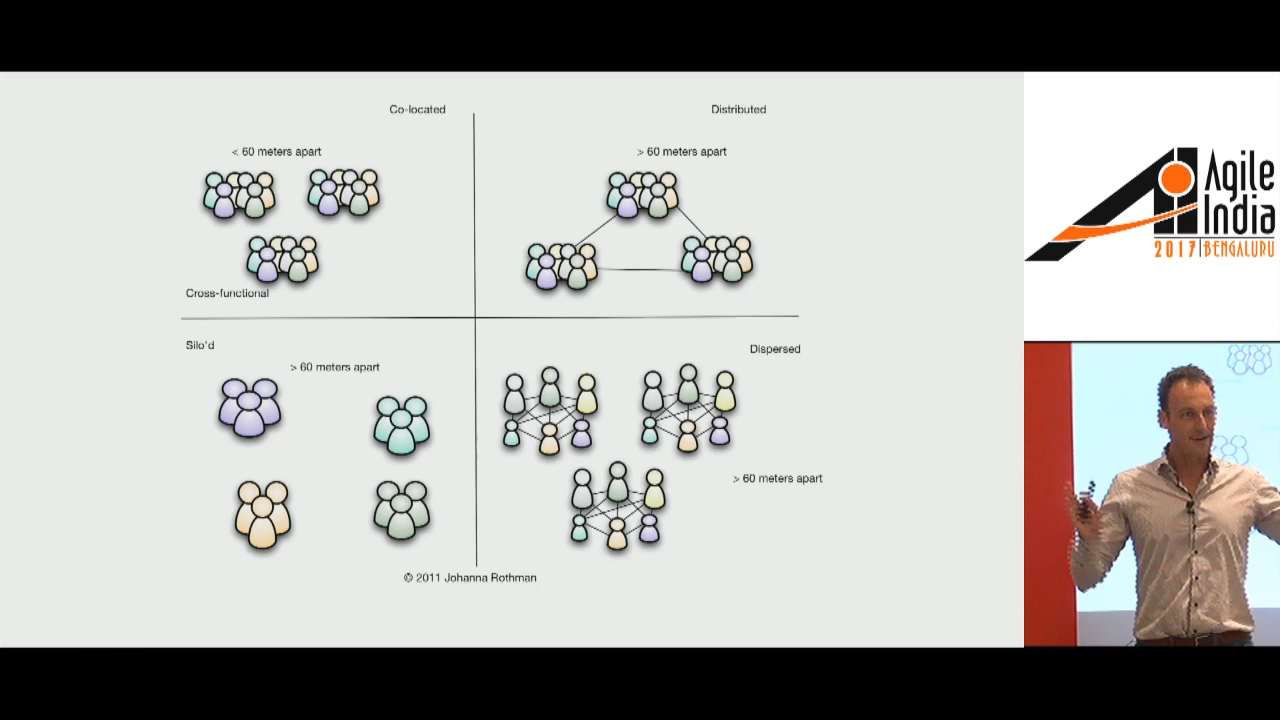 Co-located
Distributed
< 60 meters apart
> 60 meters apart
Cross-functional
Silo'd
Dispersed
> 60 meters apart
> 60 meters apart
© 2011 Johanna Rothman
Agile
India
2017 | BENGALURU